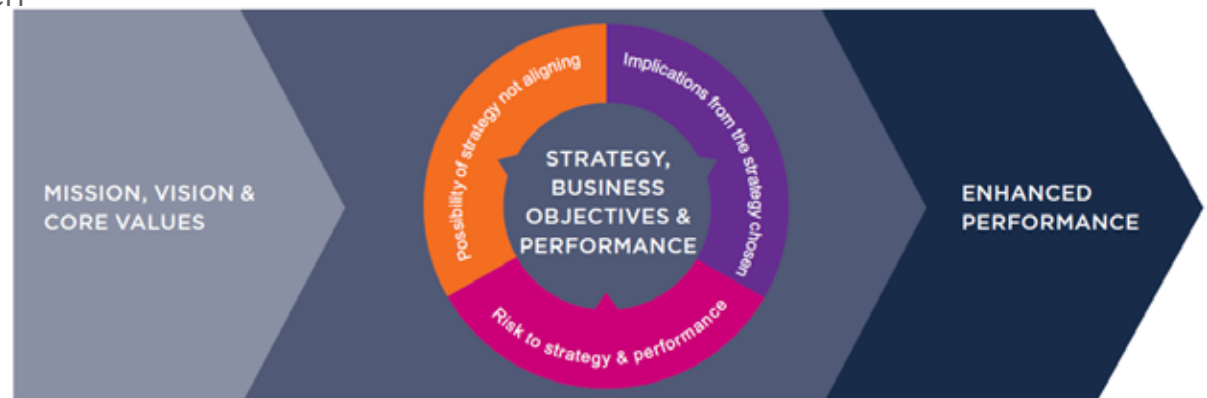 MISSION, VISION &
CORE VALUES
Possibility of strategy not aligning
Implications from the strategy chosen
STRATEGY,
BUSINESS
OBJECTIVES &
PERFORMANCE
Risk to strategy & performance
ENHANCED
PERFORMANCE